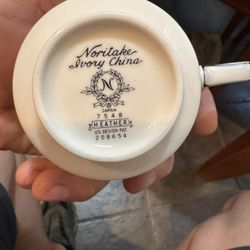 Noritake
Ivory China
N
JAPAN
7548
HEATHER
U.S. DESIGN PAT.
208654